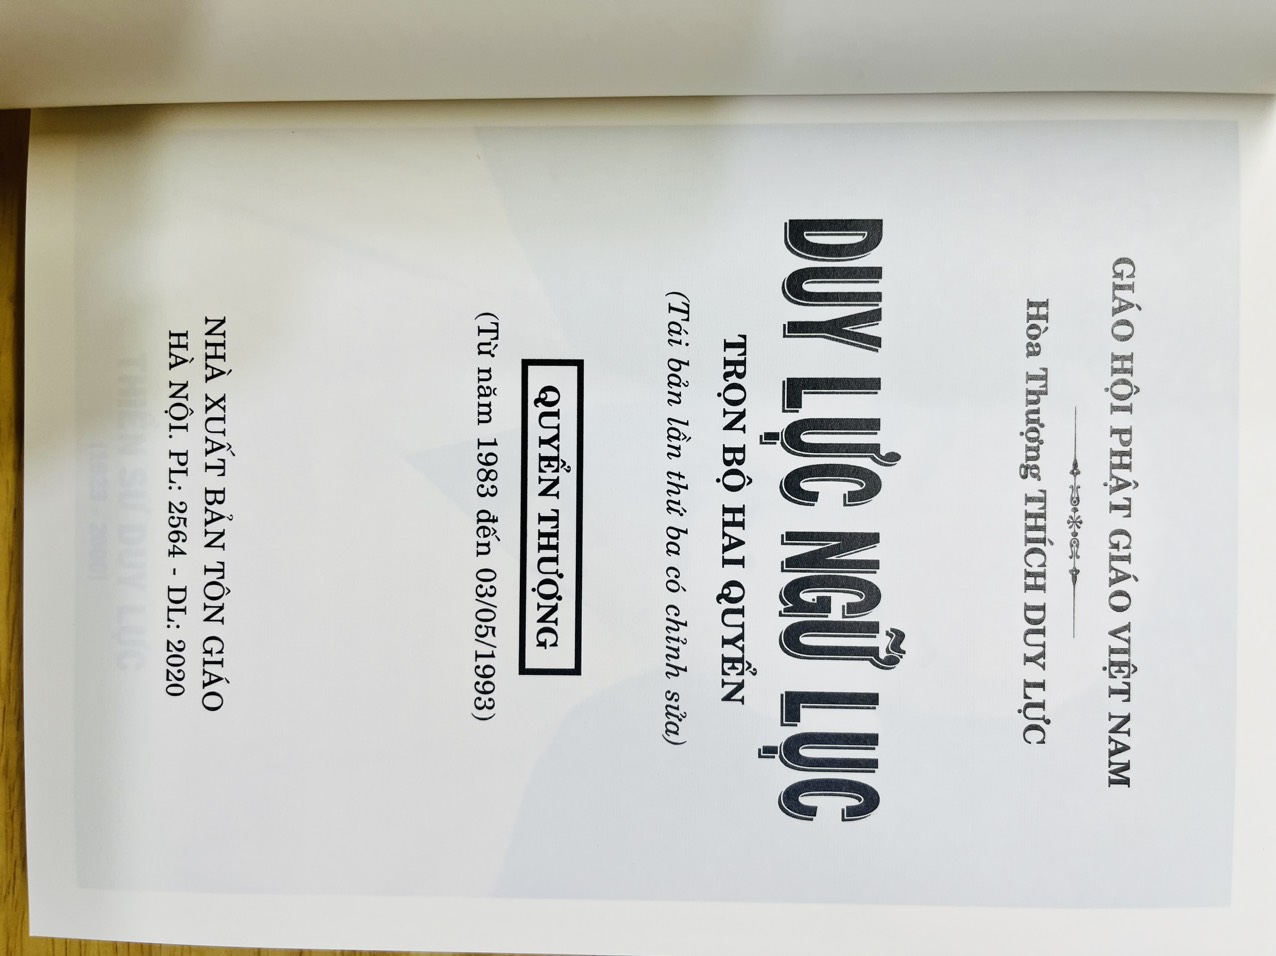 GIÁO HỘI PHẬT GIÁO VIỆT NAM
Hòa Thượng THÍCH DUY LỰC
DUY LỰC NGỮ LỤC
TRỌN BỘ HAI QUYỂN
(Tái bản lần thứ ba có chỉnh sửa)
QUYỂN THƯỢNG
(Từ năm 1983 đến 03/05/1993)
NHÀ XUẤT BẢN TÔN GIÁO
HÀ NỘI. PL: 2564 - DL: 2020